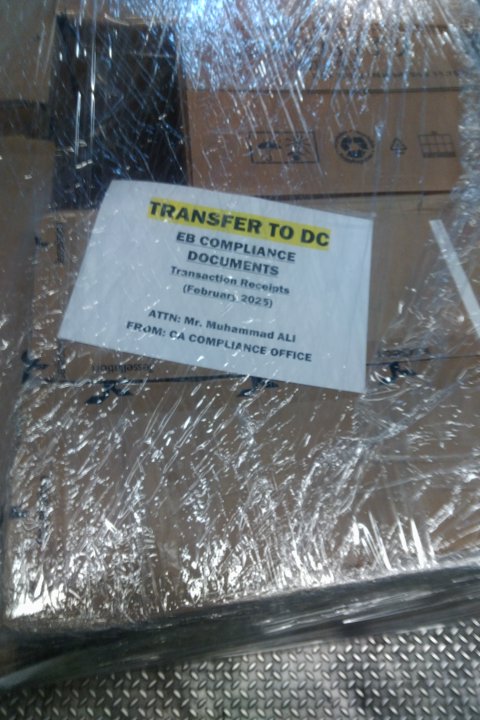 TRANSFER TO DC
EB COMPLIANCE
DOCUMENTS
Transaction Receipts
(February 2025)
ATTN: Mr. Muhammad ALI
FROM: CA COMPLIANCE OFFICE